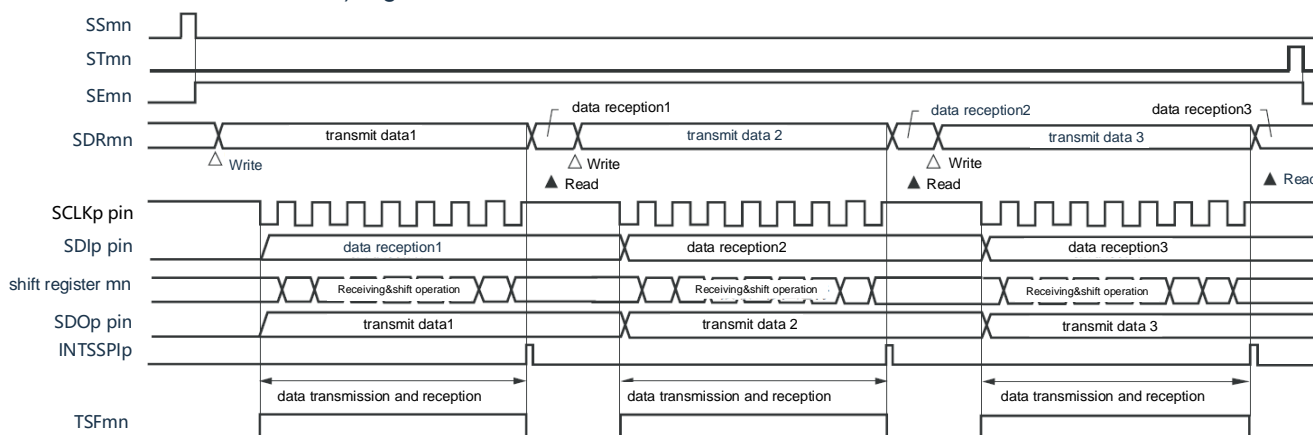 SSmn
STmn
SEmn
data reception1 data reception2 data reception3
SDRmn transmit data1 transmit data 2 transmit data 3
Write Write Write
Read Read Read
SCLKp pin
SDIp pin data reception1 data reception2 data reception3
shift register mn Receiving&shift operation Receiving&shift operation Receiving&shift operation
SDOp pin transmit data1 transmit data 2 transmit data 3
INTSSPIp
data transmission and reception data transmission and reception data transmission and reception
TSFmn